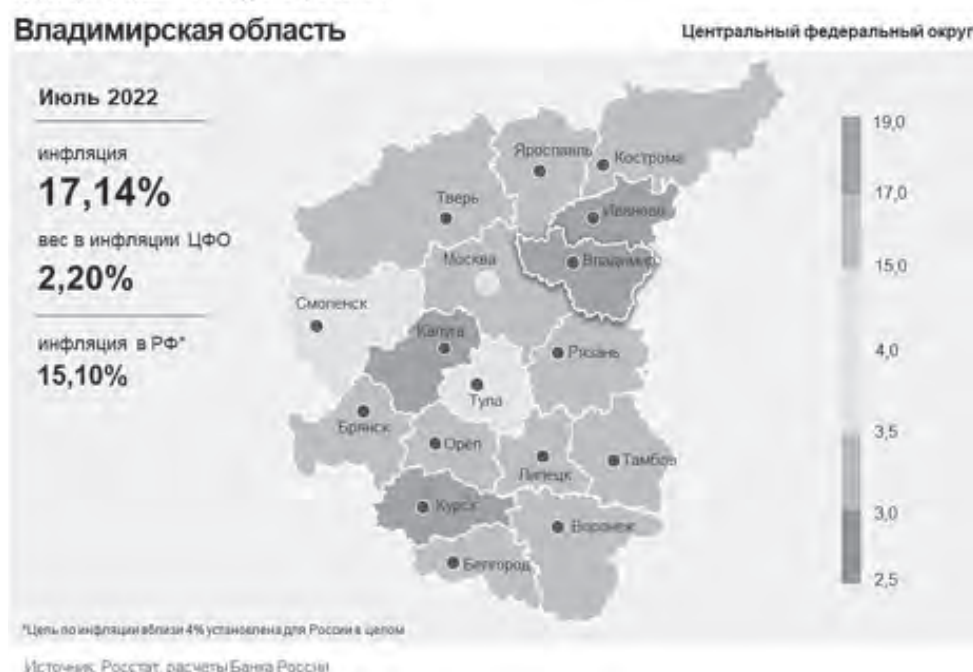 Владимирская область
Центральный федеральный округ
Июль 2022
инфляция
17,14%
вес в инфляции ЦФО
2,20%
инфляция в РФ*
15,10%
Ярославль
Кострома
Тверь
Иваново
Москва
Владимир
Смоленск
Калуга
Рязань
Тула
Брянск
Орёл
Липецк
Тамбов
Курск
Воронеж
Белгород
19,0
17,0
15,0
4,0
3,5
3,0
2,5
*Цель по инфляции вблизи 4% установлена для России в целом
Источник: Росстат, расчеты Банка России